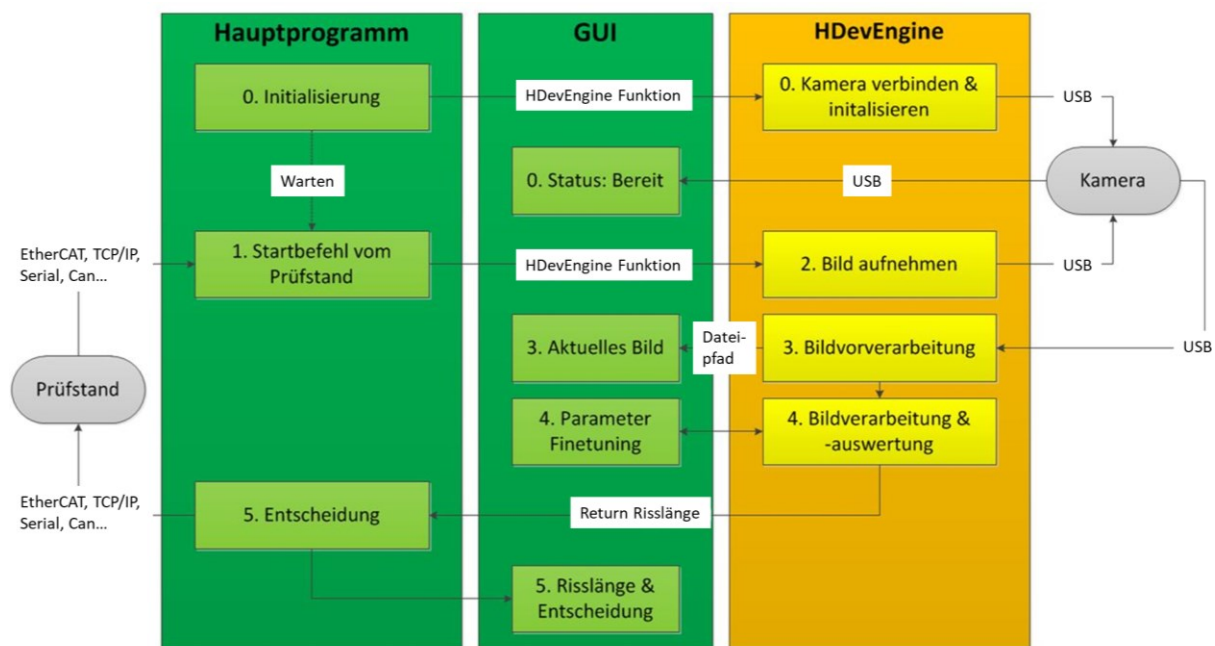 Hauptprogramm
GUI
HDevEngine
0. Initialisierung
HDevEngine Funktion
0. Kamera verbinden &
initalisieren
USB
Warten
0. Status: Bereit
USB
Kamera
EtherCAT, TCP/IP,
Serial, Can...
1. Startbefehl vom
Prüfstand
HDevEngine Funktion
2. Bild aufnehmen
USB
3. Aktuelles Bild
Datei-
pfad
3. Bildvorverarbeitung
USB
Prüfstand
4. Parameter
Finetuning
4. Bildverarbeitung &
-auswertung
EtherCAT, TCP/IP,
Serial, Can...
5. Entscheidung
Return Risslänge
5. Risslänge &
Entscheidung